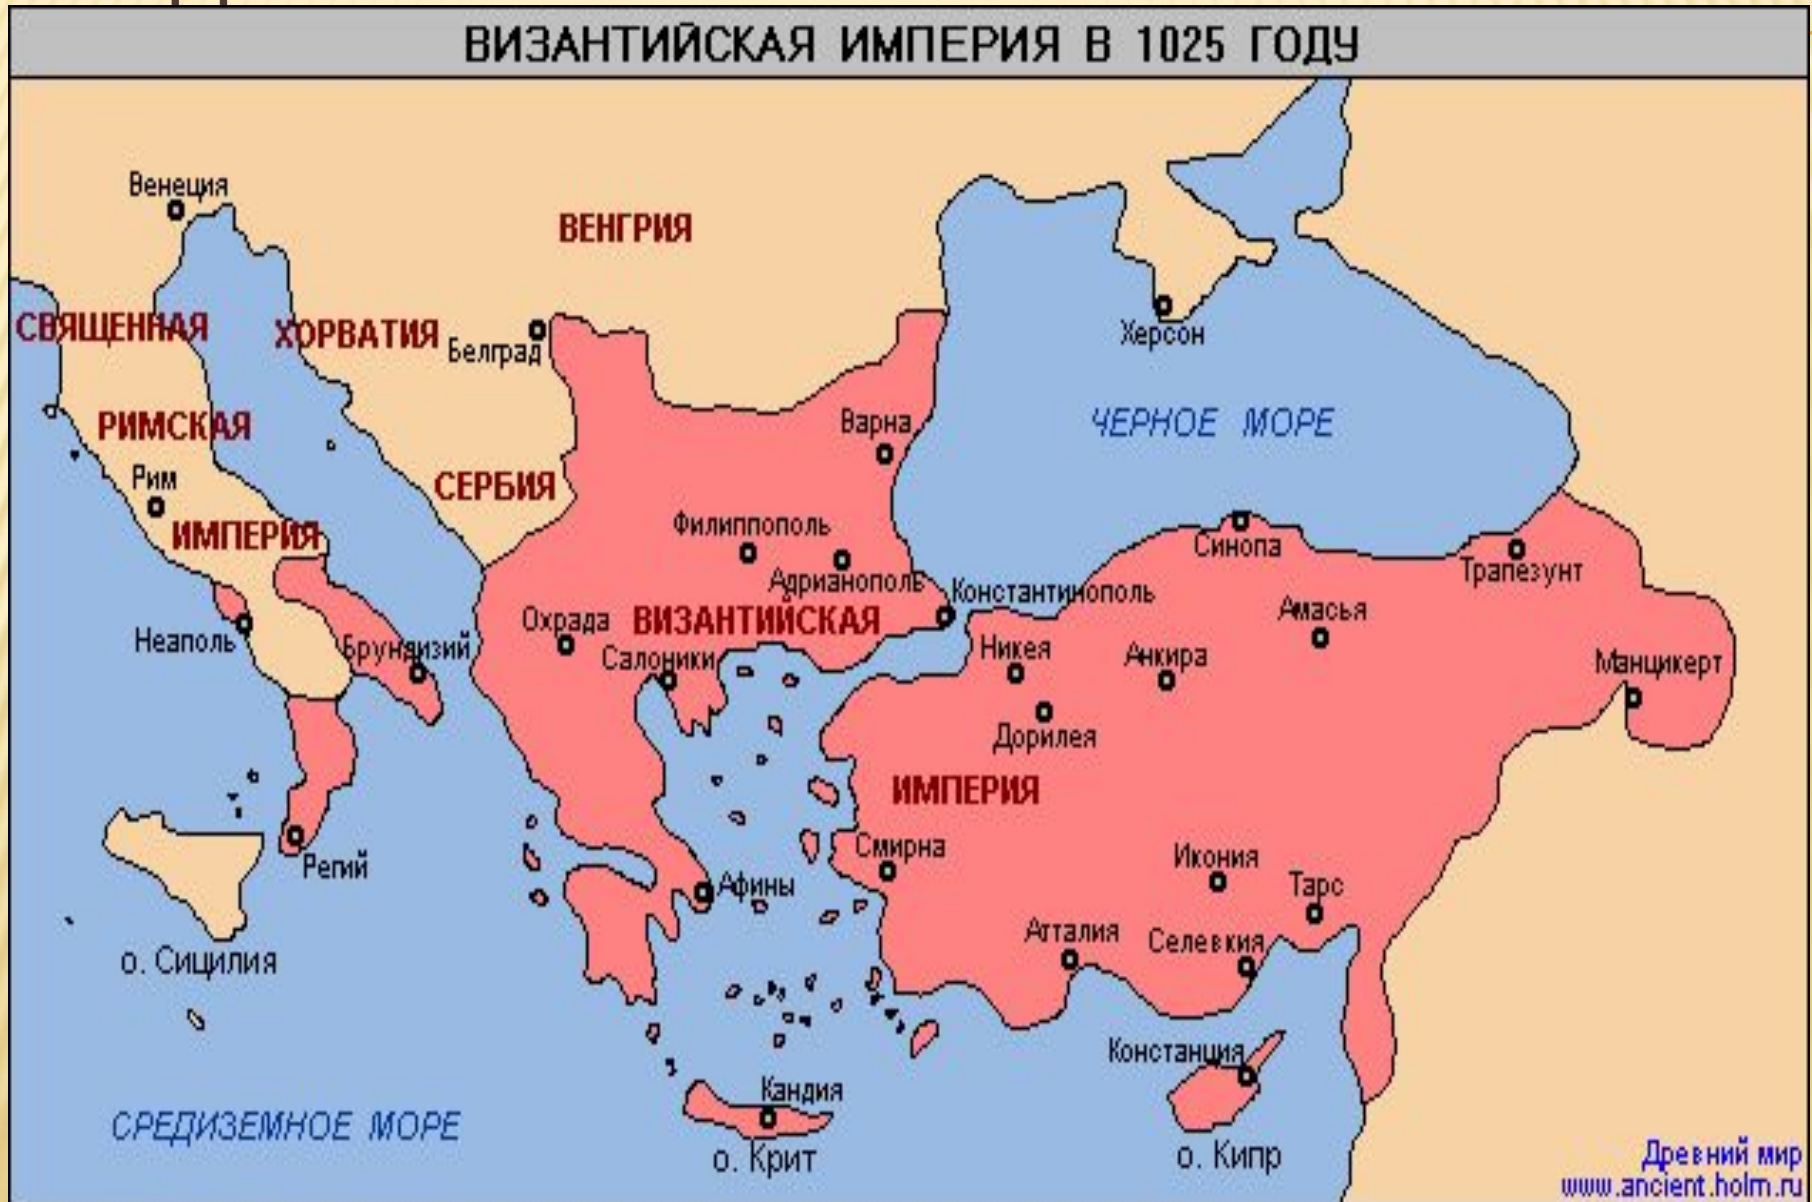 ВИЗАНТИЙСКАЯ ИМПЕРИЯ В 1025 ГОДУ
Венеция
ВЕНГРИЯ
СВЯЩЕННАЯ
ХОРВАТИЯ
Белград
Херсон
РИМСКАЯ
Варна
ЧЕРНОЕ МОРЕ
Рим
СЕРБИЯ
ИМПЕРИЯ
Филиппополь
Синопа
Трапезунт
Адрианополь
Константинополь
Охрада
ВИЗАНТИЙСКАЯ
Амасья
Неаполь
Брундизий
Салоники
Никея
Анкира
Манцикерт
Дорилея
ИМПЕРИЯ
Смирна
Икония
Регий
Афины
Тарс
Атталия
Селевкия
о. Сицилия
Констанция
Кандия
СРЕДИЗЕМНОЕ МОРЕ
о. Крит
о. Кипр
Древний мир
www.ancient.holm.ru